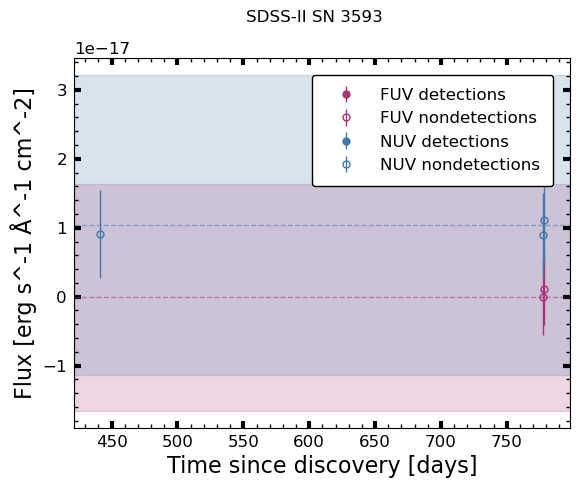 SDSS-II SN 3593
1e−17
FUV detections
FUV nondetections
NUV detections
NUV nondetections
3
2
1
0
−1
Flux [erg s^-1 Å^-1 cm^-2]
450 500 550 600 650 700 750
Time since discovery [days]